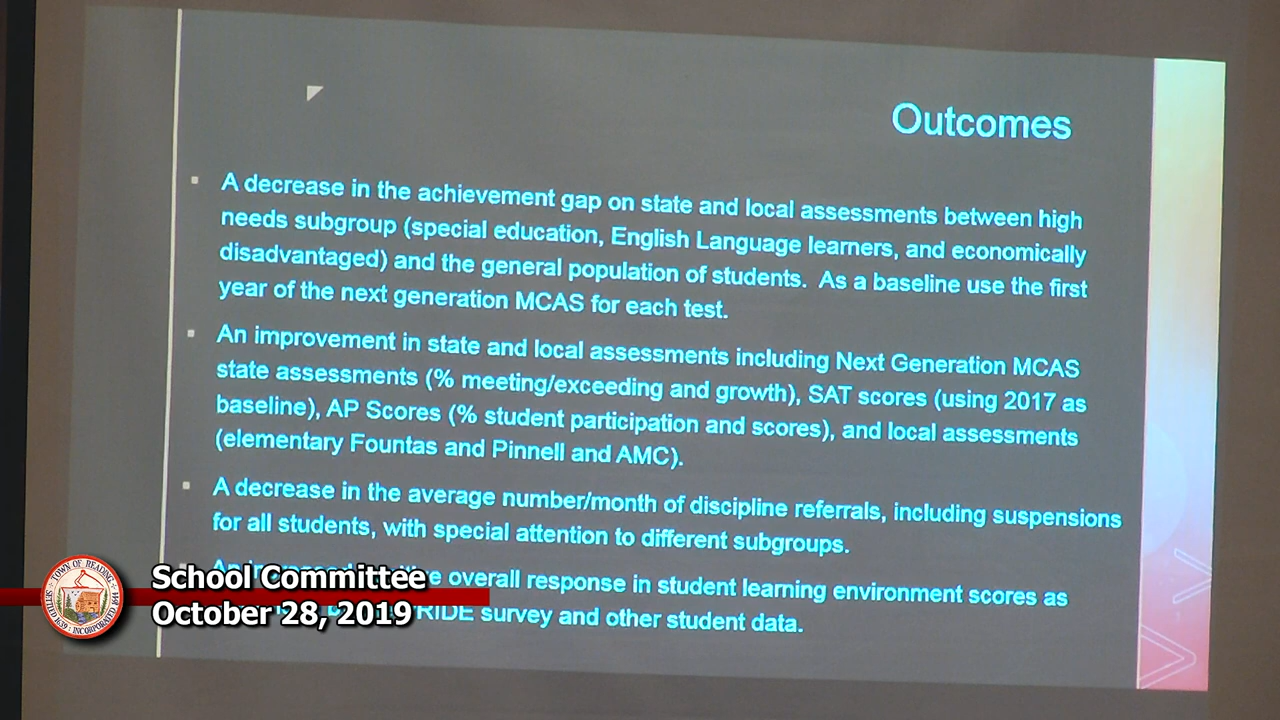 Outcomes
A decrease in the achievement gap on state and local assessments between high
needs subgroup (special education, English Language learners, and economically
disadvantaged) and the general population of students. As a baseline use the first
year of the next generation MCAS for each test.
An improvement in state and local assessments including Next Generation MCAS
state assessments (% meeting/exceeding and growth), SAT scores (using 2017 as
baseline), AP Scores (% student participation and scores), and local assessments
(elementary Fountas and Pinnell and AMC).
A decrease in the average number/month of discipline referrals, including suspensions
for all students, with special attention to different subgroups.
overall response in student learning environment scores as
survey and other student data.
School Committee
October 28, 2019
TOWN OF READING